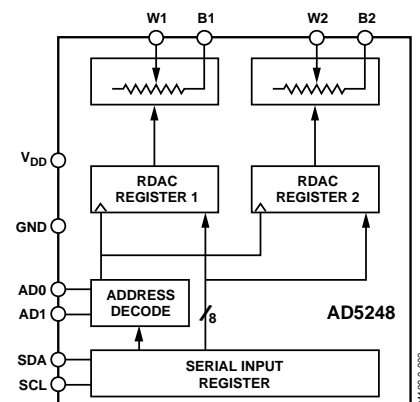 W1 B1 W2 B2
V_DD
RDAC
REGISTER 1
RDAC
REGISTER 2
GND
AD0
AD1
ADDRESS
DECODE
8
AD5248
SDA
SCL
SERIAL INPUT
REGISTER